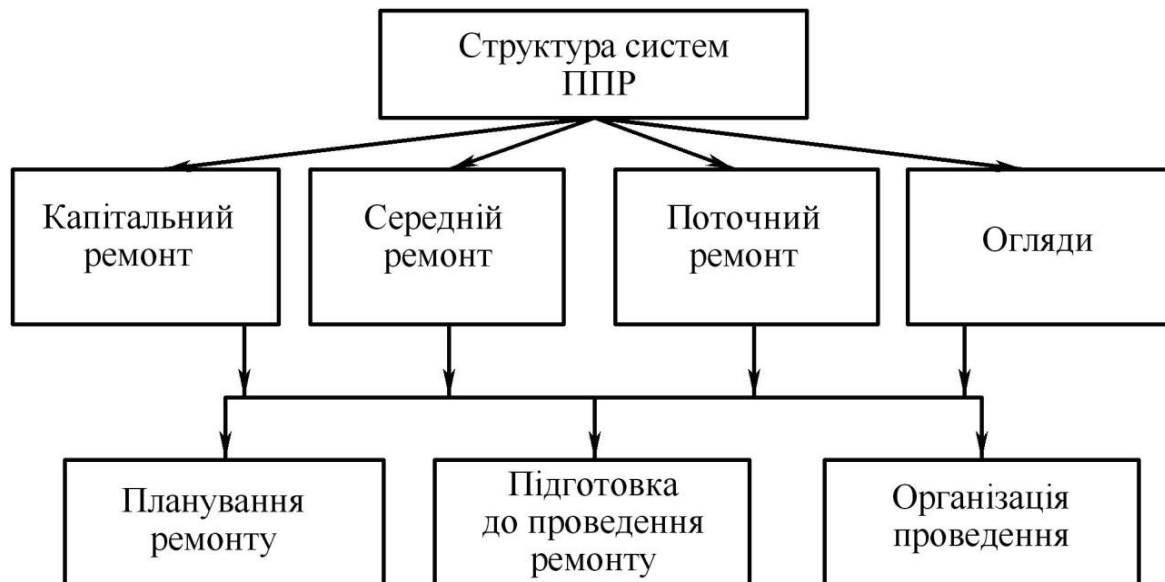 Структура систем
ППР
Капітальний
ремонт
Середній
ремонт
Поточний
ремонт
Огляди
Планування
ремонту
Підготовка
до проведення
ремонту
Організація
проведення